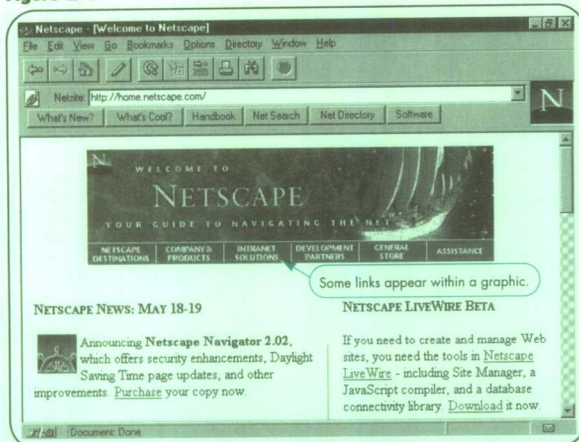 Netscape - [Welcome to Netscape]
File Edit View Go Bookmarks Options Directory Window Help
Netsite: http://home.netscape.com/
N
What's New? What's Cool? Handbook Net Search Net Directory Software
N
WELCOME TO
NETSCAPE
YOUR GUIDE TO NAVIGATING THE NET
NETSCAPE DESTINATIONS COMPANY & PRODUCTS INTRANET SOLUTIONS DEVELOPMENT PARTNERS GENERAL STORE ASSISTANCE
Some links appear within a graphic.
NETSCAPE NEWS: MAY 18-19
Announcing Netscape Navigator 2.02,
which offers security enhancements, Daylight
Saving Time page updates, and other
improvements. Purchase your copy now.
NETSCAPE LIVEWIRE BETA
If you need to create and manage Web
sites, you need the tools in Netscape
LiveWire - including Site Manager, a
JavaScript compiler, and a database
connectivity library. Download it now.
Document: Done